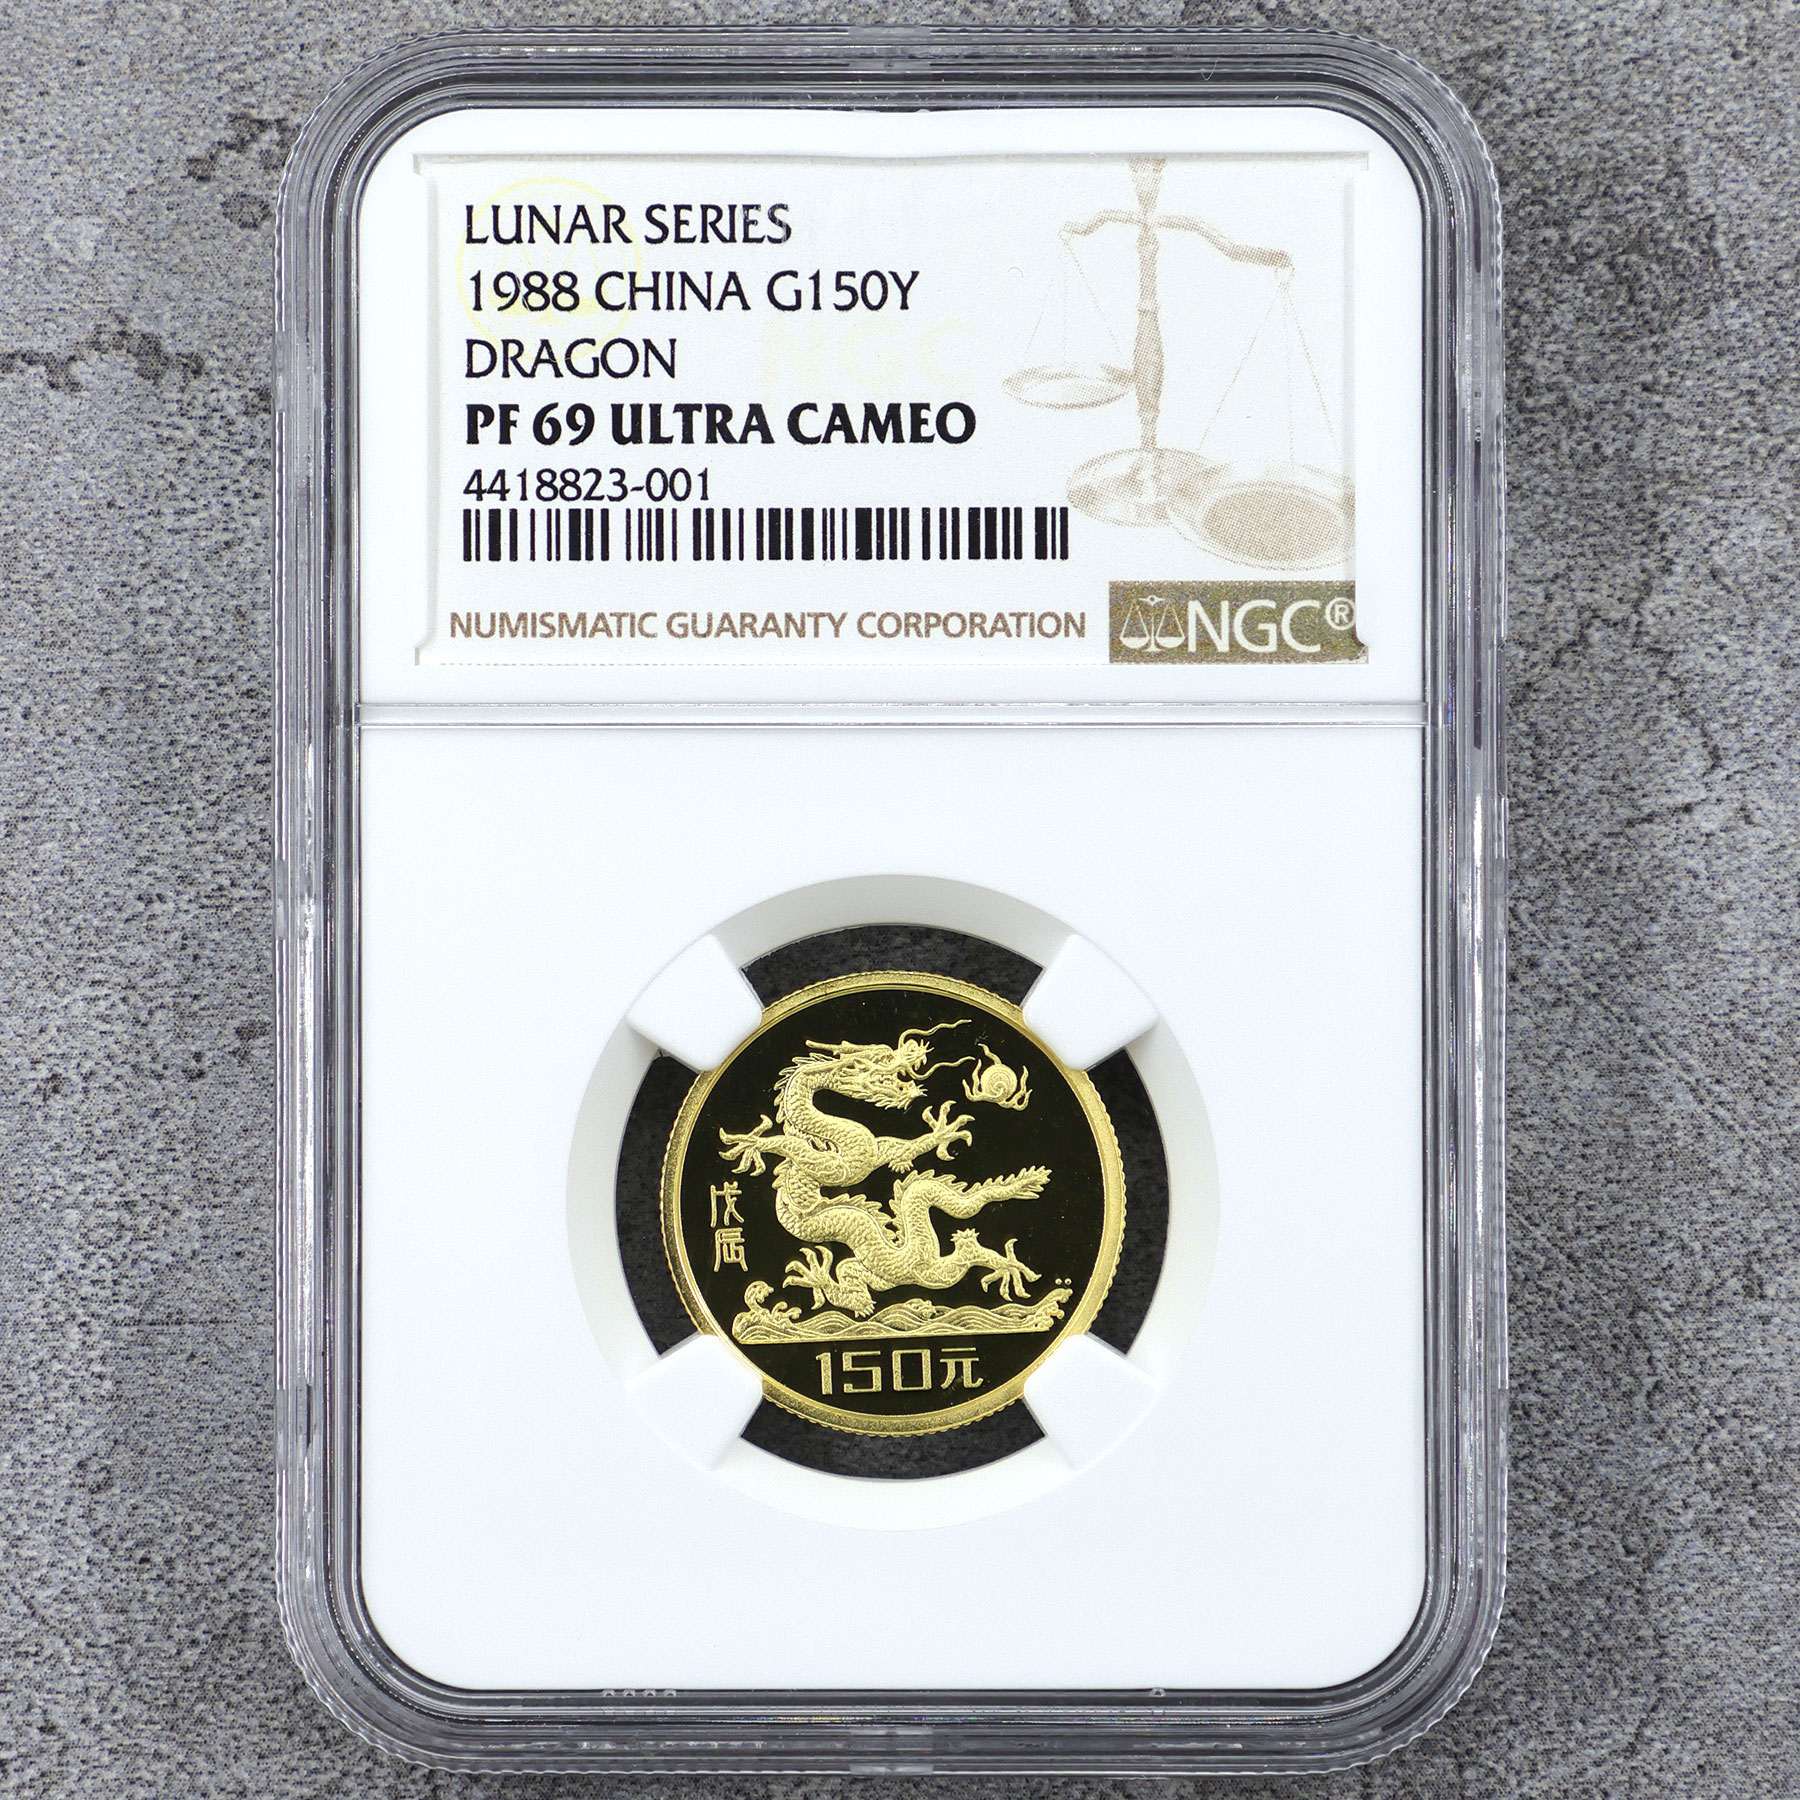 LUNAR SERIES
1988 CHINA G150Y
DRAGON
PF 69 ULTRA CAMEO
4418823-001
NUMISMATIC GUARANTY CORPORATION
NGC®
NGC
戊辰
150元